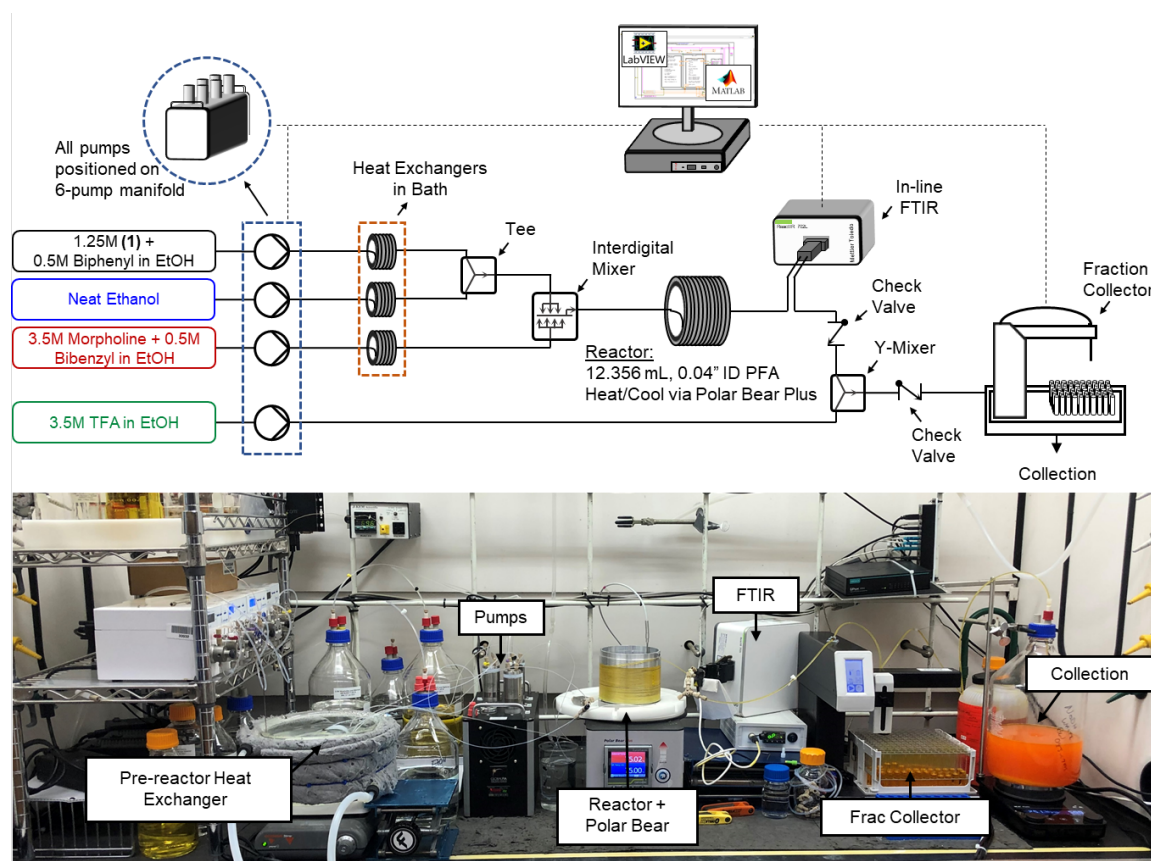 LabVIEW
MATLAB
All pumps
positioned on
6-pump manifold
Heat Exchangers
in Bath
In-line
FTIR
Tee
Interdigital
Mixer
1.25M (1) +
0.5M Biphenyl in EtOH
Neat Ethanol
3.5M Morpholine + 0.5M
Bibenzyl in EtOH
3.5M TFA in EtOH
Mettler Toledo
Check
Valve
Fraction
Collector
Reactor:
12.356 mL, 0.04” ID PFA
Heat/Cool via Polar Bear Plus
Y-Mixer
Check
Valve
Collection
Pumps
FTIR
Collection
Pre-reactor Heat
Exchanger
Reactor +
Polar Bear
Frac Collector